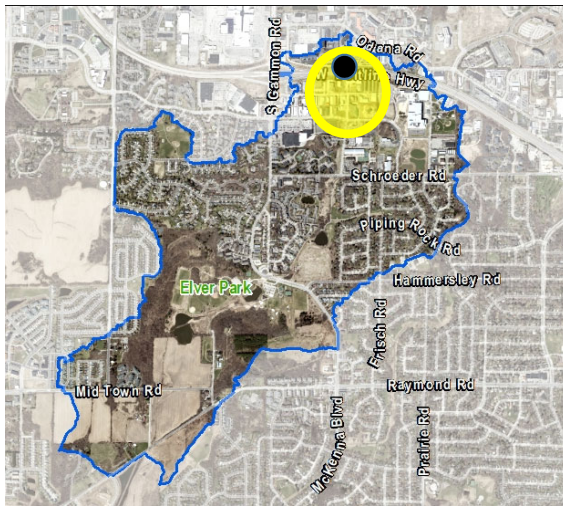 S Gammon Rd
Odana Rd
Hwy
Schroeder Rd
Piping Rock Rd
Elver Park
Hammersley Rd
Frisch Rd
Mid Town Rd
Raymond Rd
McKenna Blvd
Prairie Rd